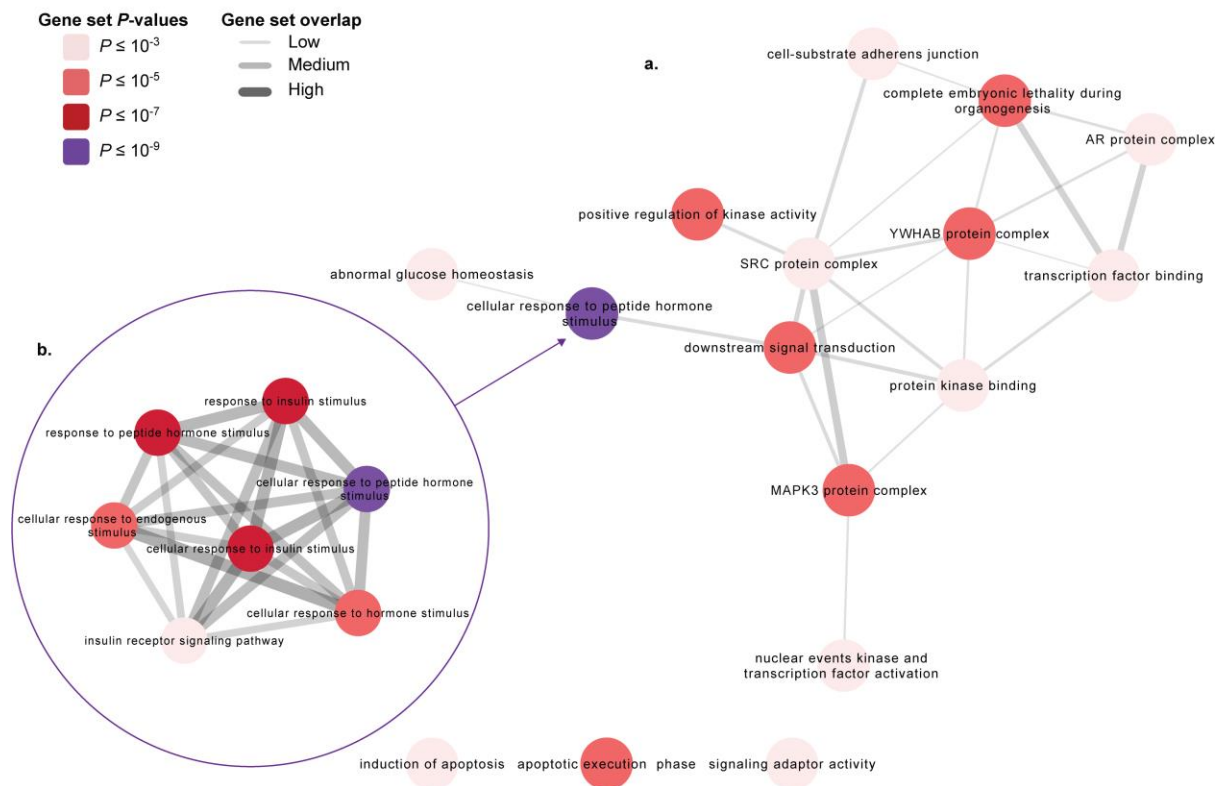 Gene set P-values
P ≤ 10-3
P ≤ 10-5
P ≤ 10-7
P ≤ 10-9
Gene set overlap
Low
Medium
High
a.
cell-substrate adherens junction
complete embryonic lethality during
organogenesis
AR protein complex
positive regulation of kinase activity
YWHAB protein complex
SRC protein complex
transcription factor binding
abnormal glucose homeostasis
cellular response to peptide hormone
stimulus
downstream signal transduction
protein kinase binding
MAPK3 protein complex
nuclear events kinase and
transcription factor activation
b.
response to insulin stimulus
response to peptide hormone stimulus
cellular response to peptide hormone
stimulus
cellular response to endogenous
stimulus
cellular response to insulin stimulus
cellular response to hormone stimulus
insulin receptor signaling pathway
induction of apoptosis
apoptotic execution phase
signaling adaptor activity